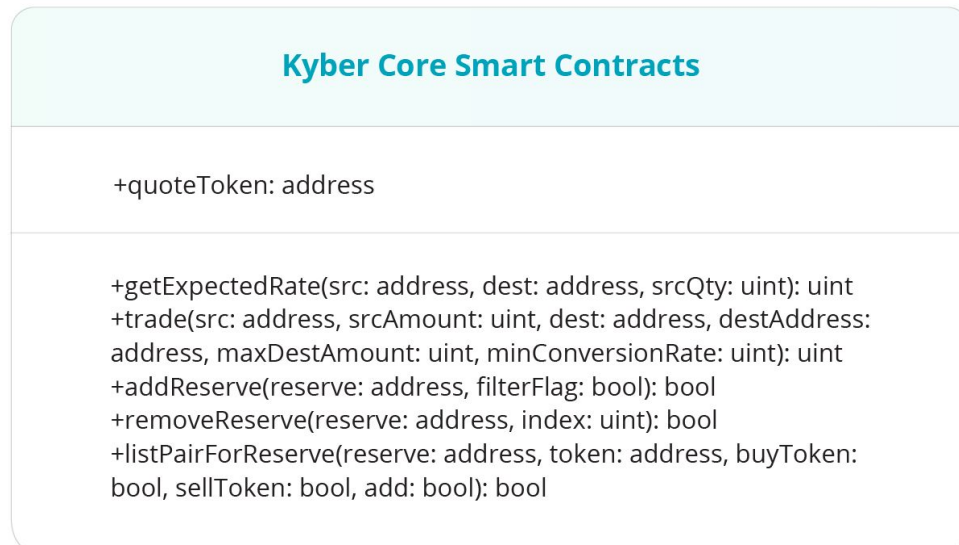 Kyber Core Smart Contracts
+quoteToken: address
+getExpectedRate(src: address, dest: address, srcQty: uint): uint
+trade(src: address, srcAmount: uint, dest: address, destAddress:
address, maxDestAmount: uint, minConversionRate: uint): uint
+addReserve(reserve: address, filterFlag: bool): bool
+removeReserve(reserve: address, index: uint): bool
+listPairForReserve(reserve: address, token: address, buyToken:
bool, sellToken: bool, add: bool): bool